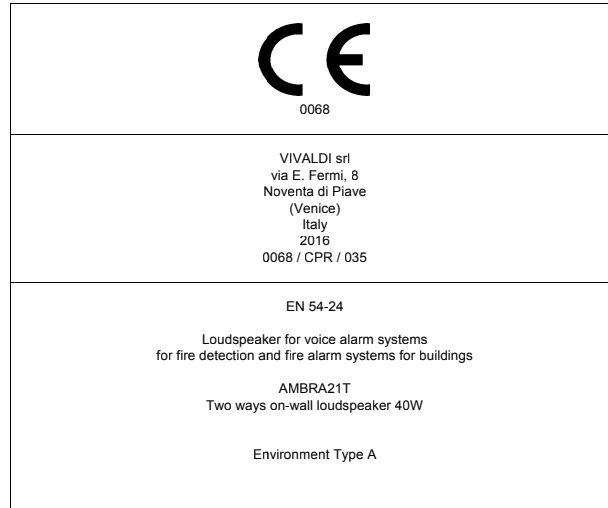 CE
0068
VIVALDI srl
via E. Fermi, 8
Noventa di Piave
(Venice)
Italy
2016
0068 / CPR / 035
EN 54-24
Loudspeaker for voice alarm systems
for fire detection and fire alarm systems for buildings
AMBRA21T
Two ways on-wall loudspeaker 40W
Environment Type A